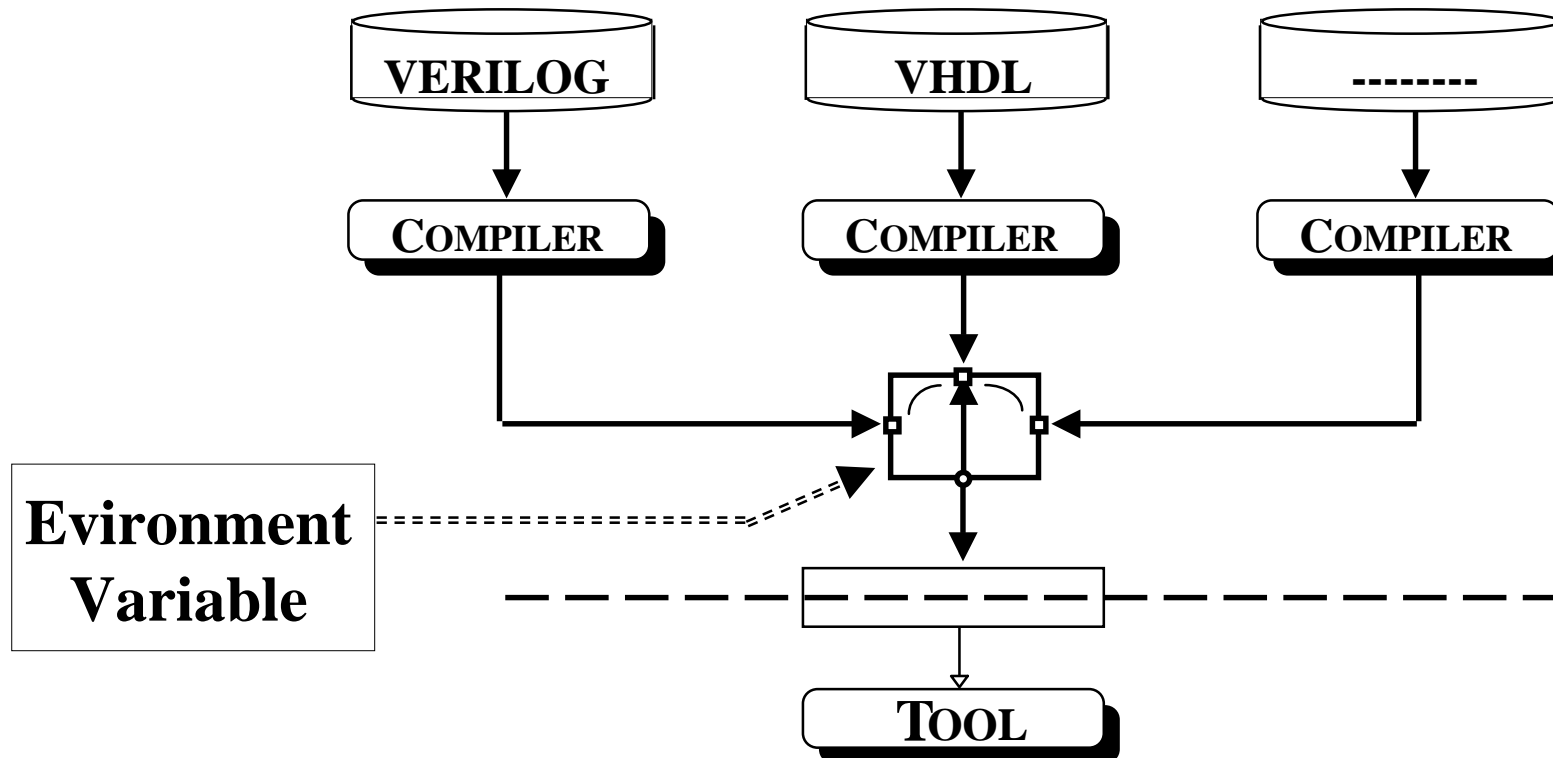 VERILOG
VHDL
--------
COMPILER
COMPILER
COMPILER
Evironment
Variable
TOOL